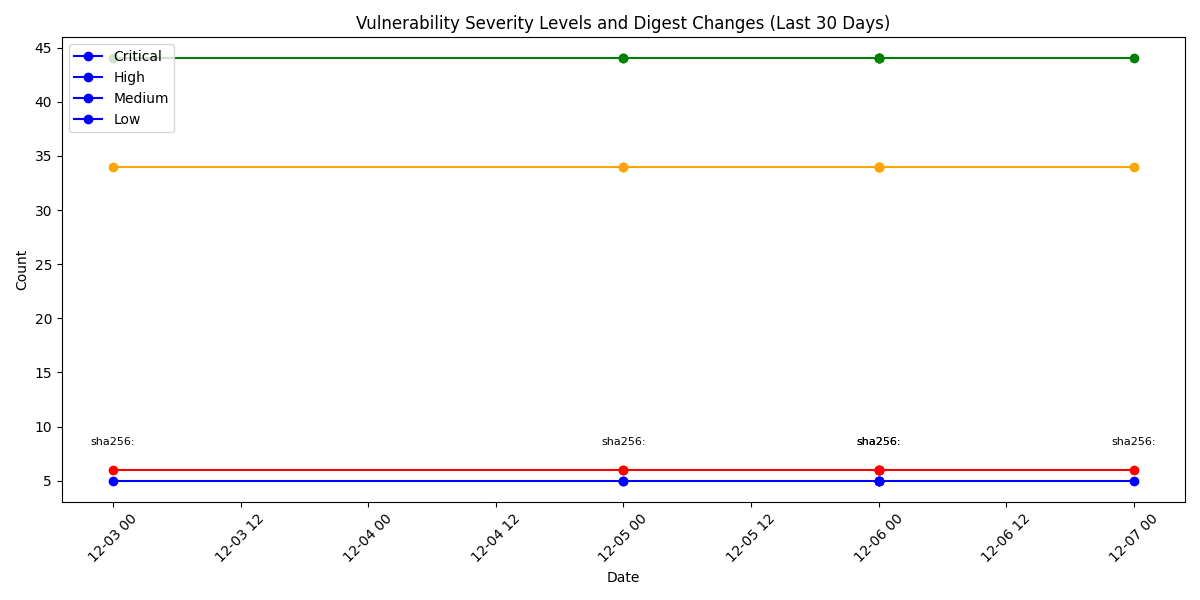 Vulnerability Severity Levels and Digest Changes (Last 30 Days)
Critical
High
Medium
Low
45
40
35
30
25
20
15
10
5
Count
sha256:
sha256:
sha256:
sha256:
12-03 00
12-03 12
12-04 00
12-04 12
12-05 00
12-05 12
12-06 00
12-06 12
12-07 00
Date